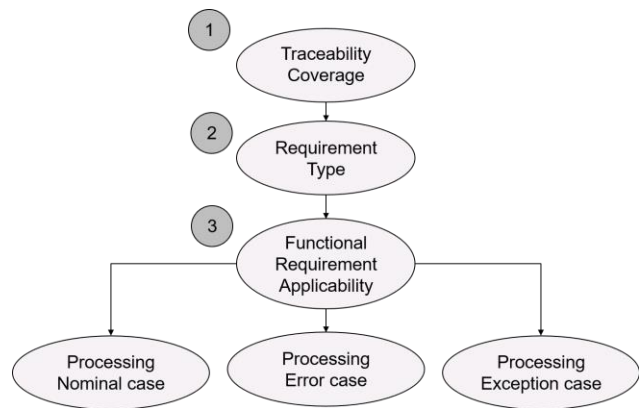 1
Traceability
Coverage
2
Requirement
Type
3
Functional
Requirement
Applicability
Processing
Nominal case
Processing
Error case
Processing
Exception case